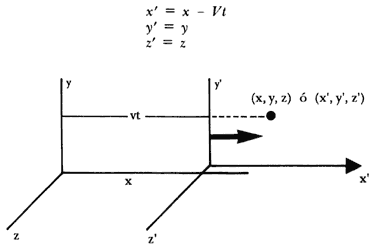 x' = x - Vt
y' = y
z' = z
y
y'
(x, y, z) ó (x', y', z')
vt
x
x'
z
z'